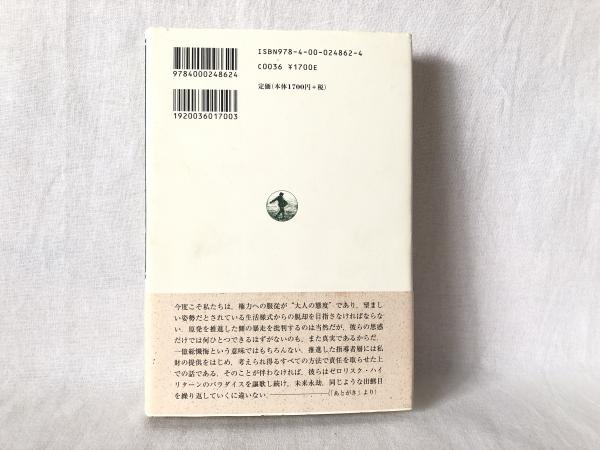 ISBN978-4-00-024862-4
C0036 ¥1700E
定価(本体1700円+税)
9784000248624
1920036017003
今度こそ私たちは，権力への服従が“大人の態度”であり，望まし
い姿勢だとされている生活様式からの脱却を目指さなければならな
い．原発を推進した側の暴走を批判するのは当然だが，彼らの思惑
だけでは何ひとつできるはずがないのも，また真実であるからだ．
一億総懺悔という意味ではもちろんない．推進した指導者層には私
財の提供をはじめ，考えられ得るすべての方法で責任を取らせた上
での話である．そのことが伴わなければ，彼らはゼロリスク・ハイ
リターンのパラダイスを謳歌し続け，未来永劫，同じような出鱈目
を繰り返していくに違いない．――――(「あとがき」より)